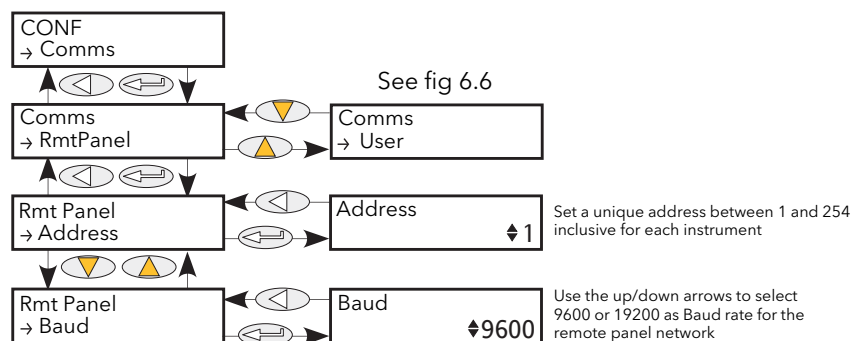 CONF
→ Comms
See fig 6.6
Comms
→ RmtPanel
Comms
→ User
Rmt Panel
→ Address
Address
1
Set a unique address between 1 and 254
inclusive for each instrument
Rmt Panel
→ Baud
Baud
9600
Use the up/down arrows to select
9600 or 19200 as Baud rate for the
remote panel network